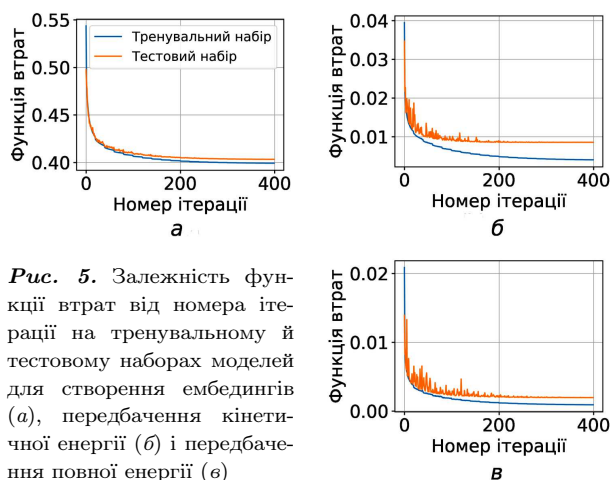 0.55
0.50
0.45
0.40
Функція втрат
Тренувальний набір
Тестовий набір
0 200 400
Номер ітерації
а
0.04
0.03
0.02
0.01
Функція втрат
0 200 400
Номер ітерації
б
Рис. 5. Залежність фун-
кції втрат від номера іте-
рації на тренувальному й
тестовому наборах моделей
для створення ембедингів
(а), передбачення кінети-
чної енергії (б) і передбаче-
ння повної енергії (в)
0.02
0.01
0.00
Функція втрат
0 200 400
Номер ітерації
в